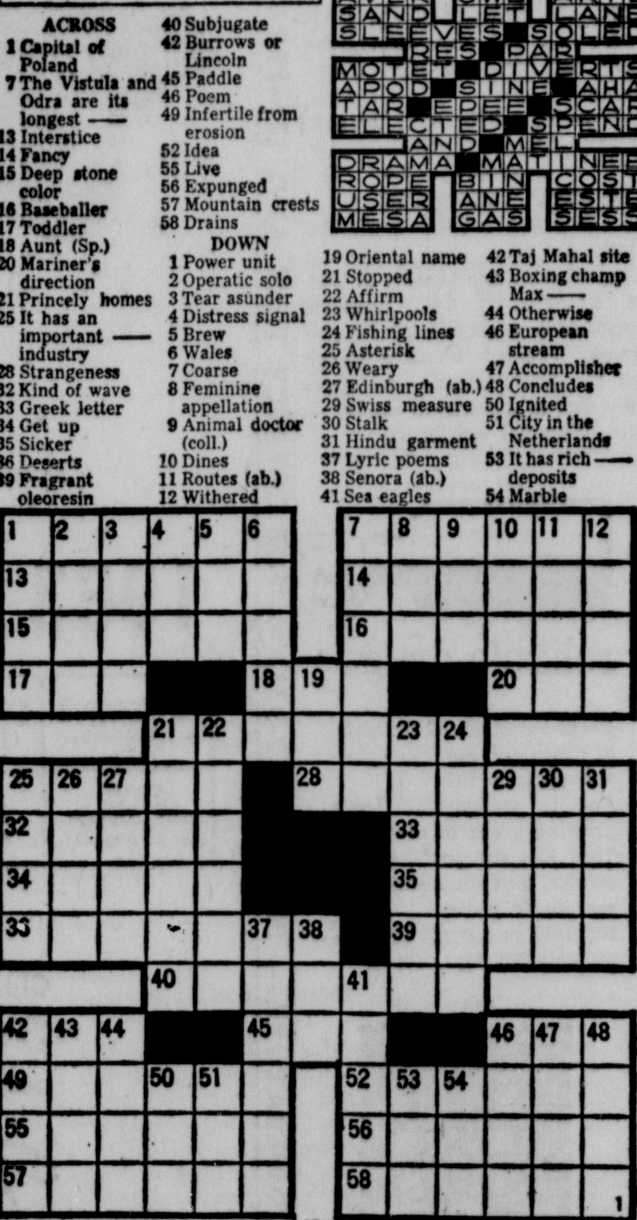 ACROSS
1 Capital of
Poland
7 The Vistula and
Odra are its
longest —
13 Interstice
14 Fancy
15 Deep stone
color
16 Baseballer
17 Toddler
18 Aunt (Sp.)
20 Mariner's
direction
21 Princely homes
25 It has an
important —
industry
28 Strangeness
32 Kind of wave
33 Greek letter
34 Get up
35 Sicker
36 Deserts
39 Fragrant
oleoresin
40 Subjugate
42 Burrows or
Lincoln
45 Paddle
46 Poem
49 Infertile from
erosion
52 Idea
55 Live
56 Expunged
57 Mountain crests
58 Drains
DOWN
1 Power unit
2 Operatic solo
3 Tear asunder
4 Distress signal
5 Brew
6 Wales
7 Coarse
8 Feminine
appellation
9 Animal doctor
(coll.)
10 Dines
11 Routes (ab.)
12 Withered
SAND LET LANE
SLEEVES SOLE
RES PAR
MOTET DIVERTS
APOD SINE AHA
TAR EPEE SCAR
ELECTED SPEND
AND MEL
DRAMA MATINEE
ROPE BIN COST
USER ANE ESTE
MESA GAS SESS
19 Oriental name
21 Stopped
22 Affirm
23 Whirlpools
24 Fishing lines
25 Asterisk
26 Weary
27 Edinburgh (ab.)
29 Swiss measure
30 Stalk
31 Hindu garment
37 Lyric poems
38 Senora (ab.)
41 Sea eagles
42 Taj Mahal site
43 Boxing champ
Max —
44 Otherwise
46 European
stream
47 Accomplisher
48 Concludes
50 Ignited
51 City in the
Netherlands
53 It has rich —
deposits
54 Marble
1 2 3 4 5 6 7 8 9 10 11 12
13 14
15 16
17 18 19 20
21 22 23 24
25 26 27 28 29 30 31
32 33
34 35
36 37 38 39
40 41
42 43 44 45 46 47 48
49 50 51 52 53 54
55 56
57 58
1